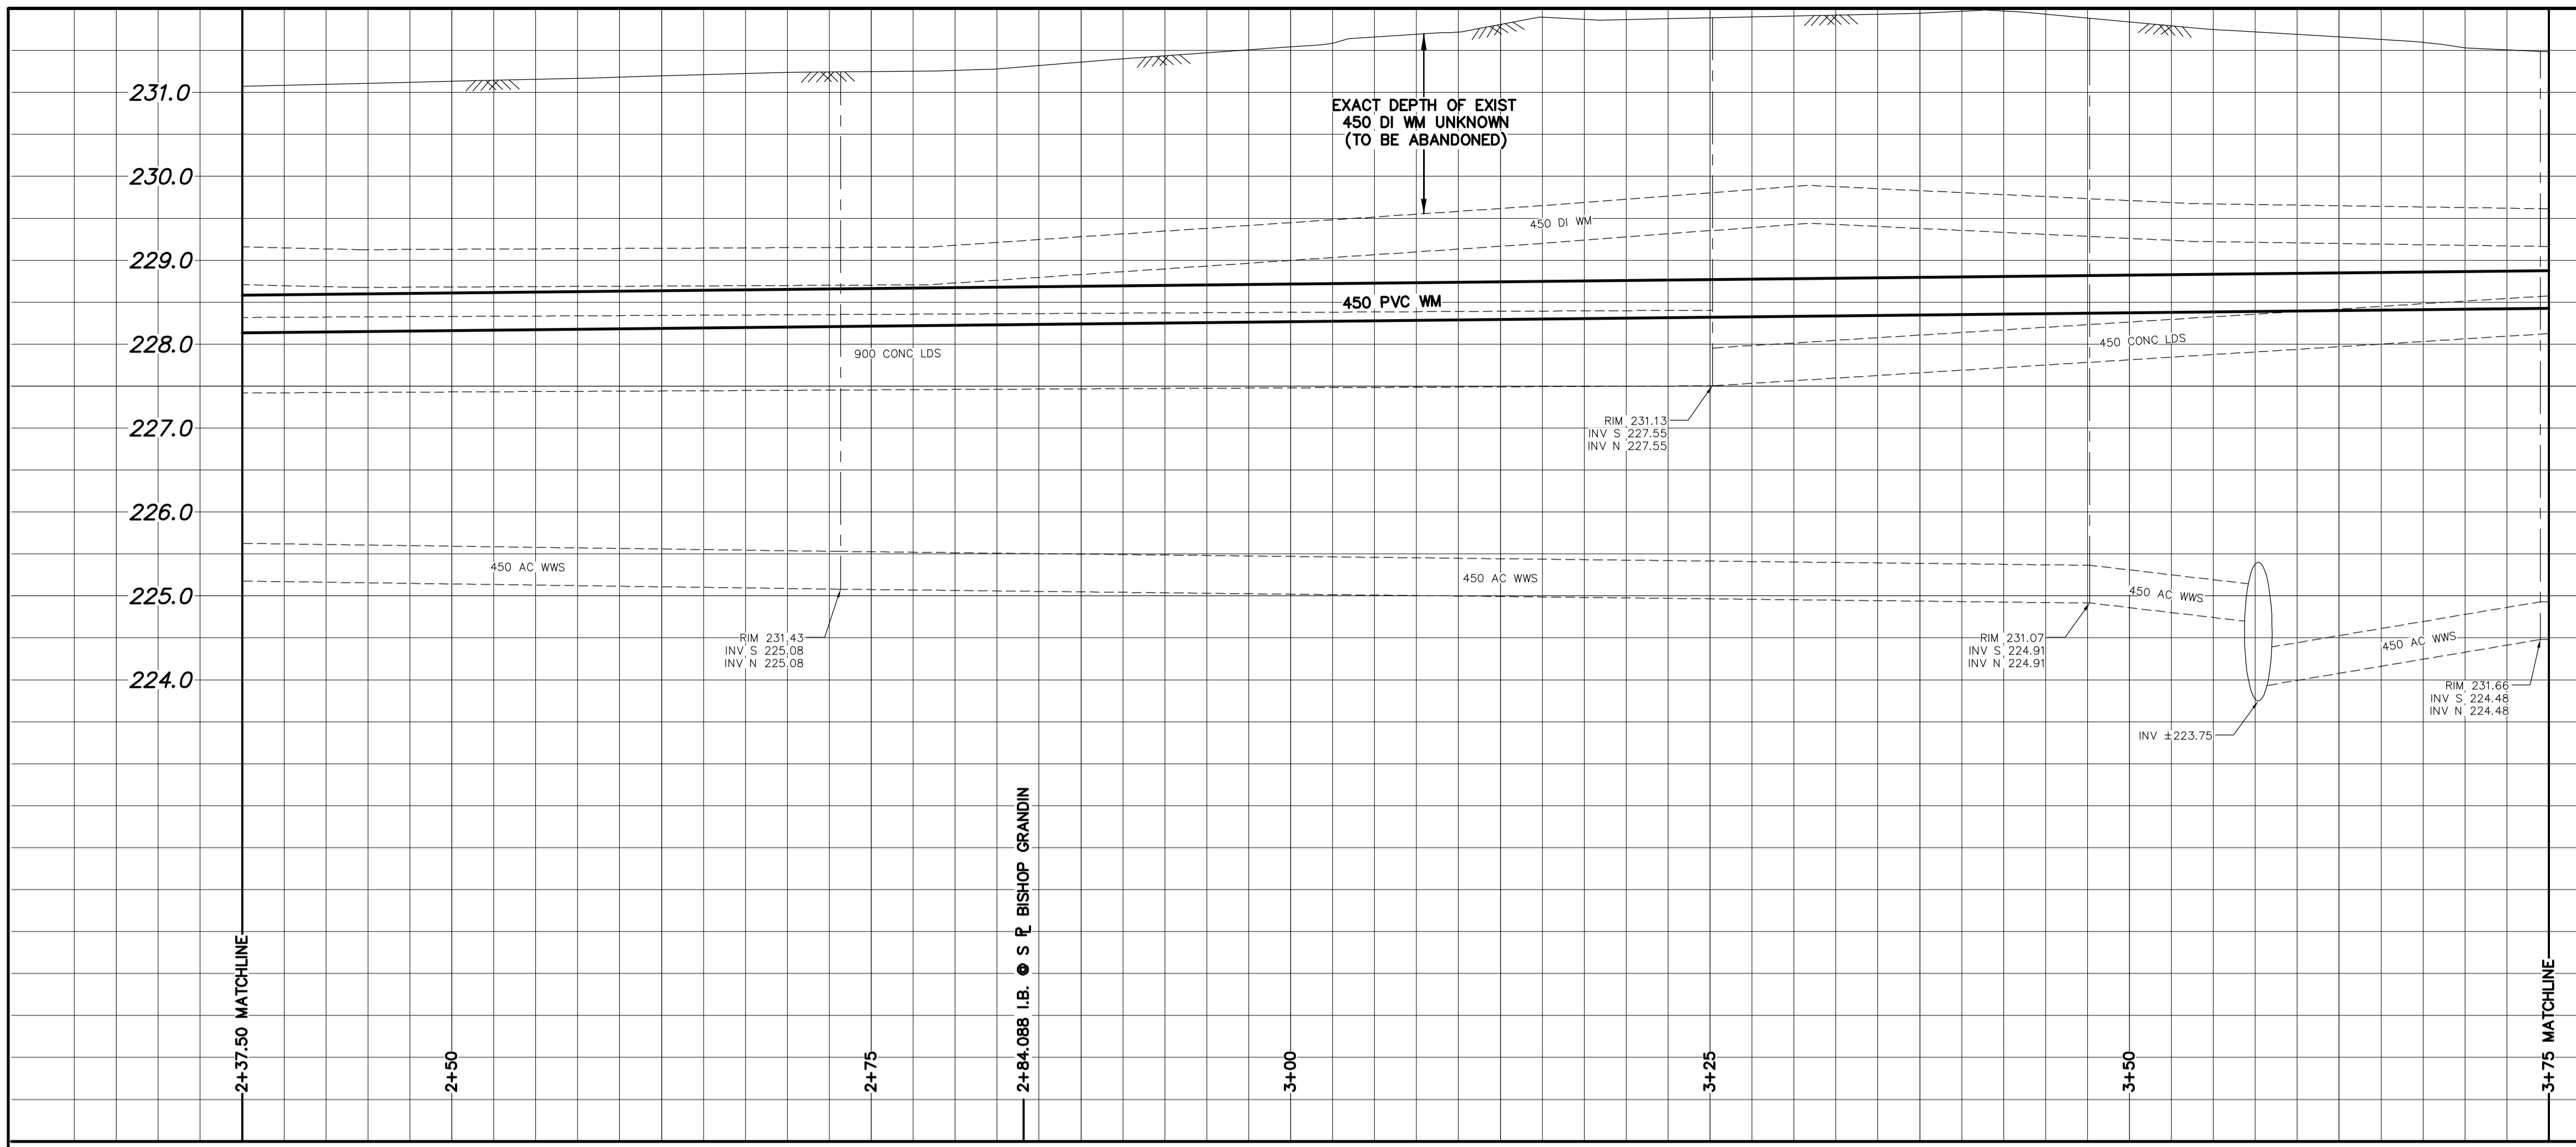 231.0
230.0
229.0
228.0
227.0
226.0
225.0
224.0
EXACT DEPTH OF EXIST
450 DI WM UNKNOWN
(TO BE ABANDONED)
450 DI WM
450 PVC WM
900 CONC LDS
450 CONC LDS
RIM 231.13
INV S 227.55
INV N 227.55
450 AC WWS
450 AC WWS
450 AC WWS
450 AC WWS
RIM 231.43
INV S 225.08
INV N 225.08
RIM 231.07
INV S 224.91
INV N 224.91
RIM 231.66
INV S 224.48
INV N 224.48
INV ±223.75
2+37.50 MATCHLINE
2+50
2+75
2+84.088 I.B. @ S PL BISHOP GRANDIN
3+00
3+25
3+50
3+75 MATCHLINE